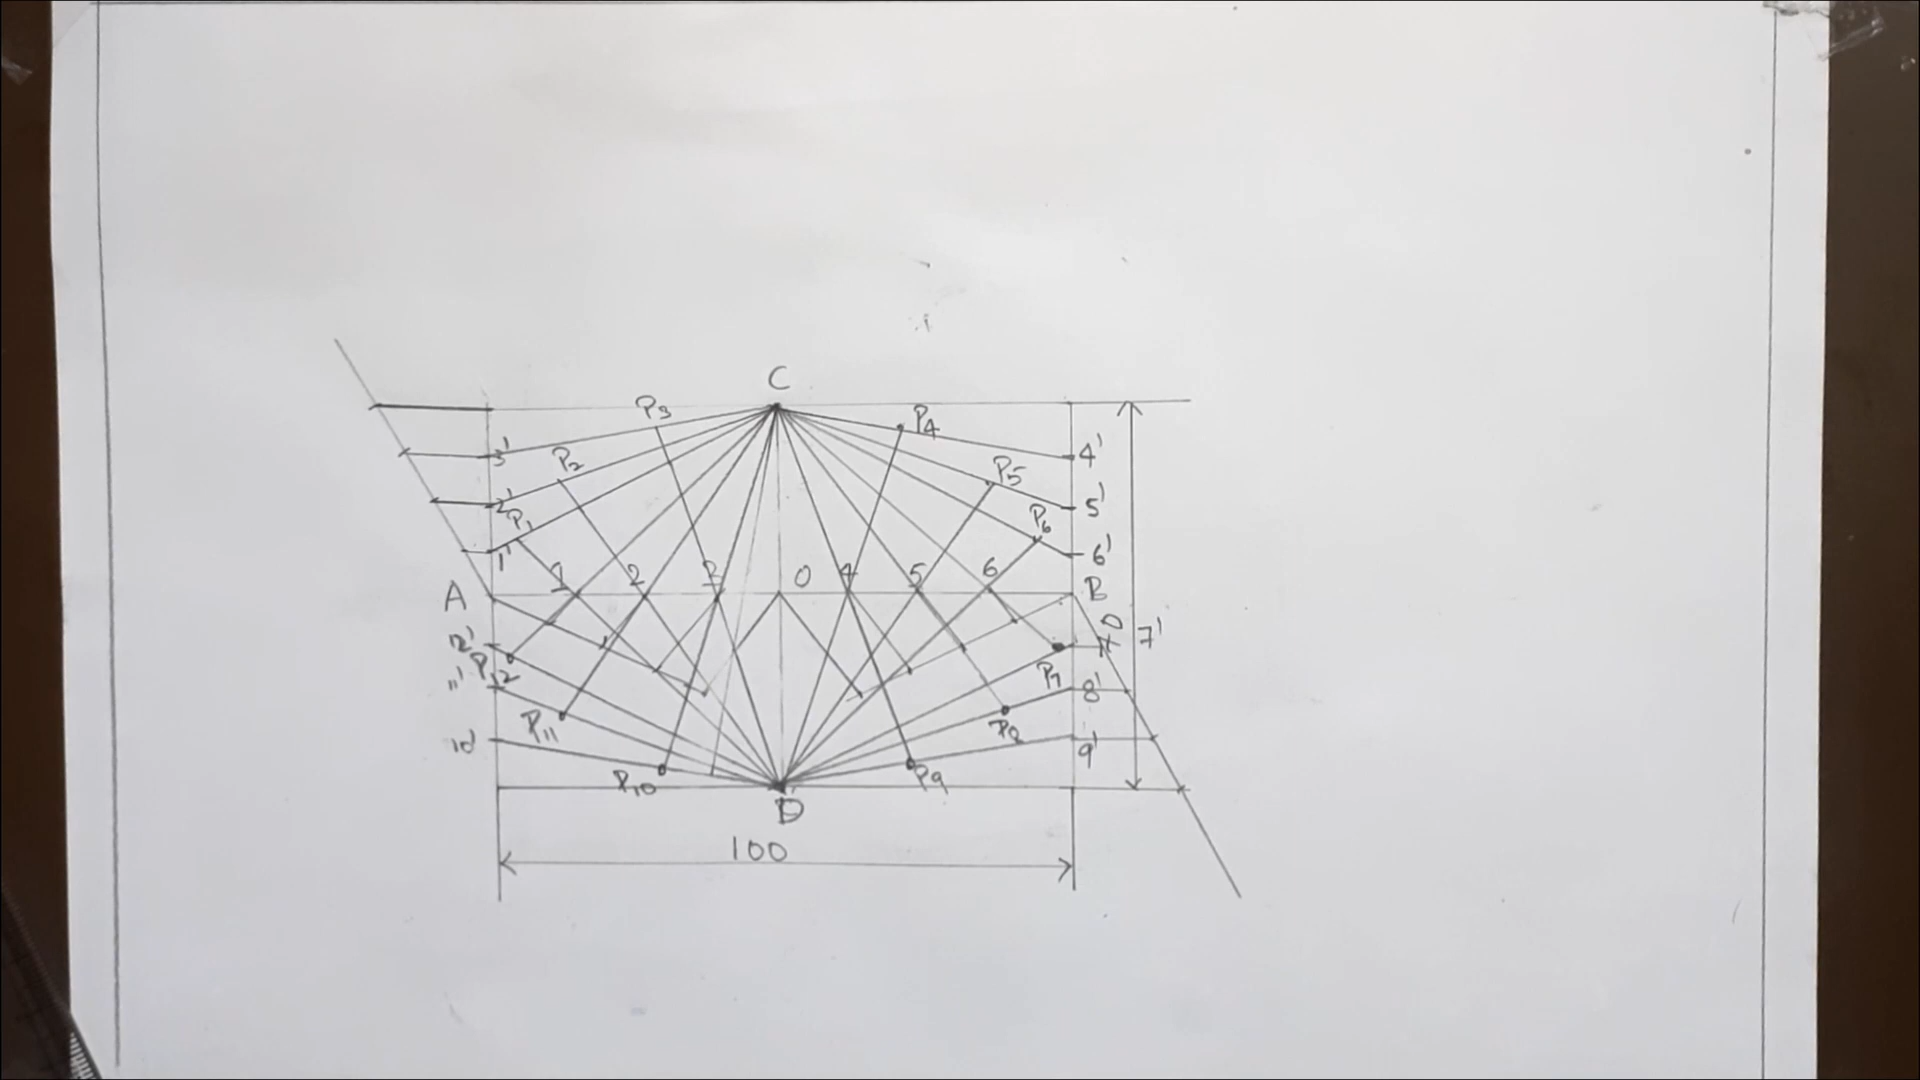 C
P3 P4
3' 4'
P2 P5
2' 5'
P1 P6
1' 6'
1 2 3 O 4 5 6
A B
12' 7'
P12 P7
11' 8'
P11 P8
10' 9'
P10 P9
D
100